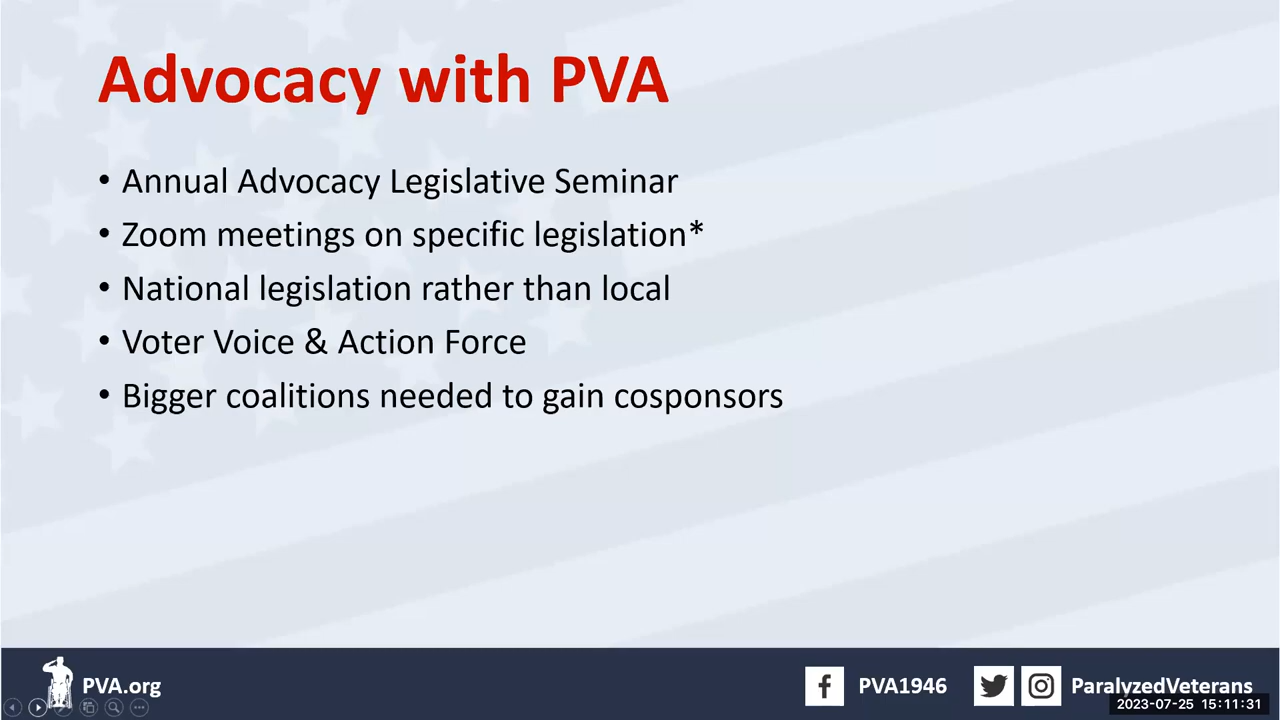 Advocacy with PVA
• Annual Advocacy Legislative Seminar
• Zoom meetings on specific legislation*
• National legislation rather than local
• Voter Voice & Action Force
• Bigger coalitions needed to gain cosponsors
PVA.org
PVA1946
ParalyzedVeterans
2023-07-25 15:11:31